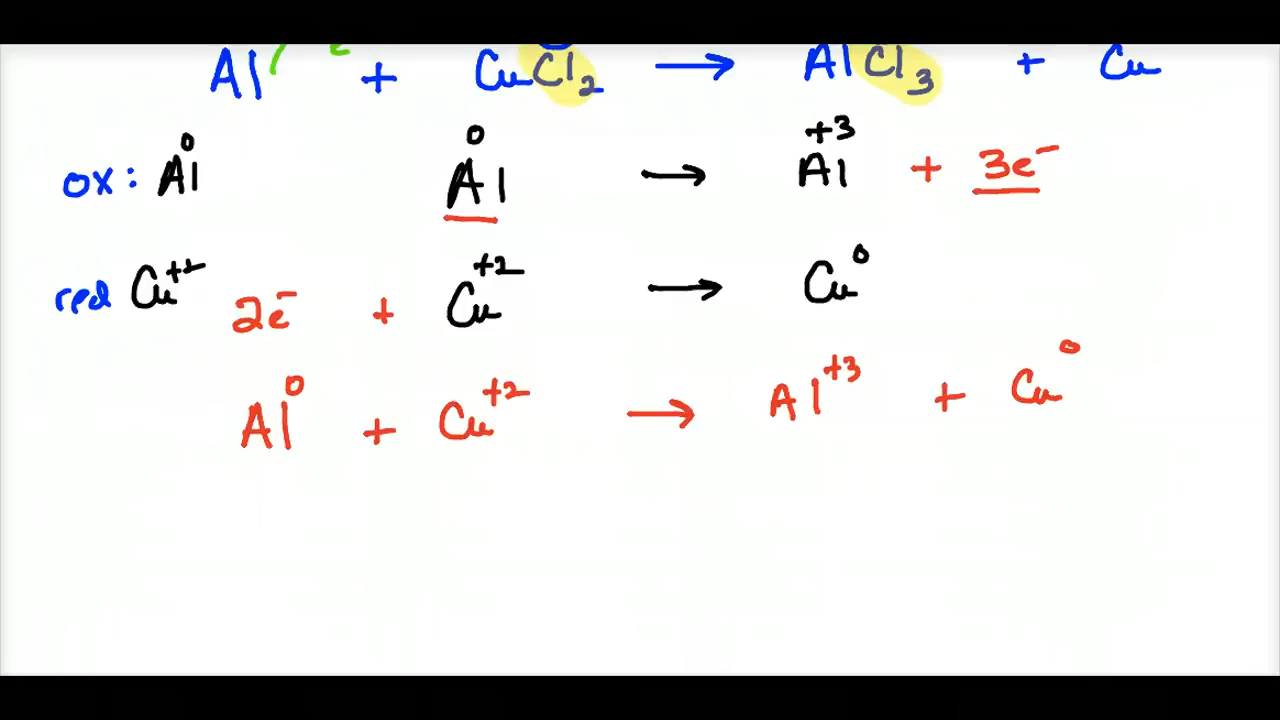 Al + CuCl₂ → AlCl₃ + Cu
ox: Al⁰ Al⁰ → Al⁺³ + 3e⁻
red Cu⁺² 2e⁻ + Cu⁺² → Cu⁰
Al⁰ + Cu⁺² → Al⁺³ + Cu⁰